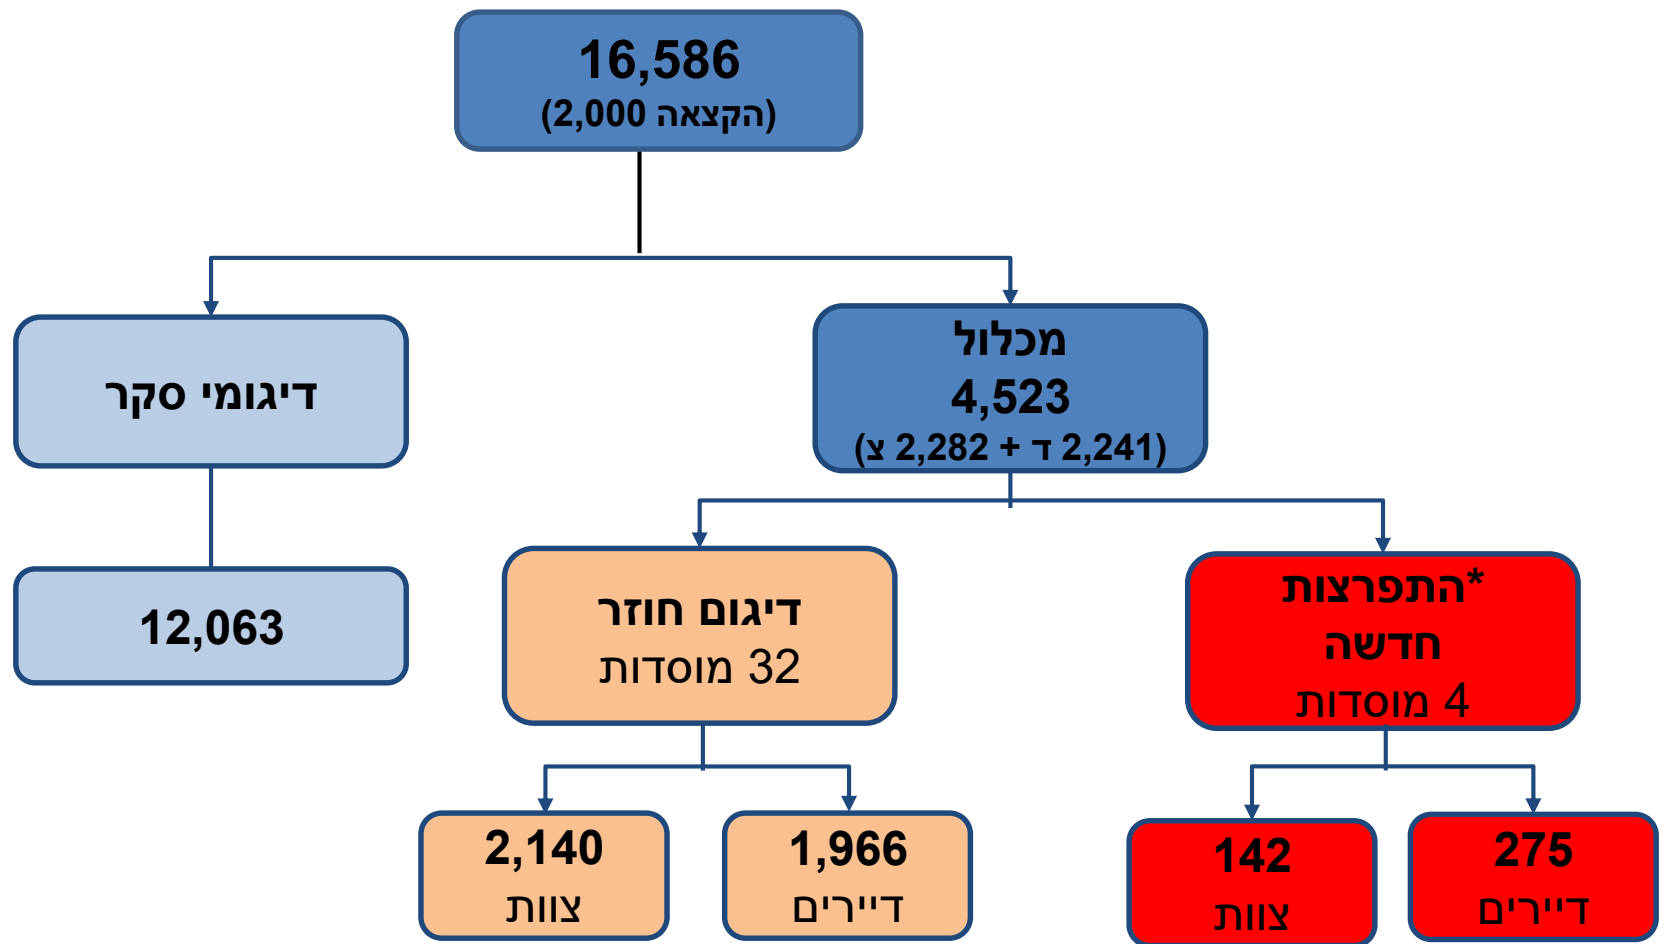 16,586
(הקצאה 2,000)
מכלול
4,523
(2,241 ד + 2,282 צ)
דיגומי סקר
12,063
*התפרצות
חדשה
4 מוסדות
דיגום חוזר
32 מוסדות
275
דיירים
142
צוות
1,966
דיירים
2,140
צוות